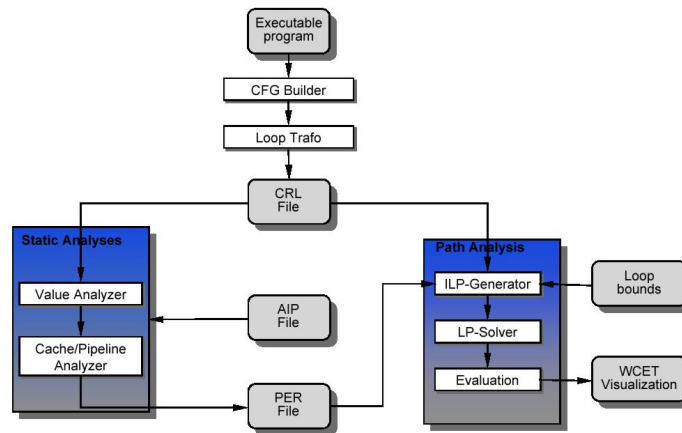 Executable
program
CFG Builder
Loop Trafo
CRL
File
Static Analyses
Path Analysis
Value Analyzer
ILP-Generator
Loop
bounds
AIP
File
Cache/Pipeline
Analyzer
LP-Solver
Evaluation
WCET
Visualization
PER
File